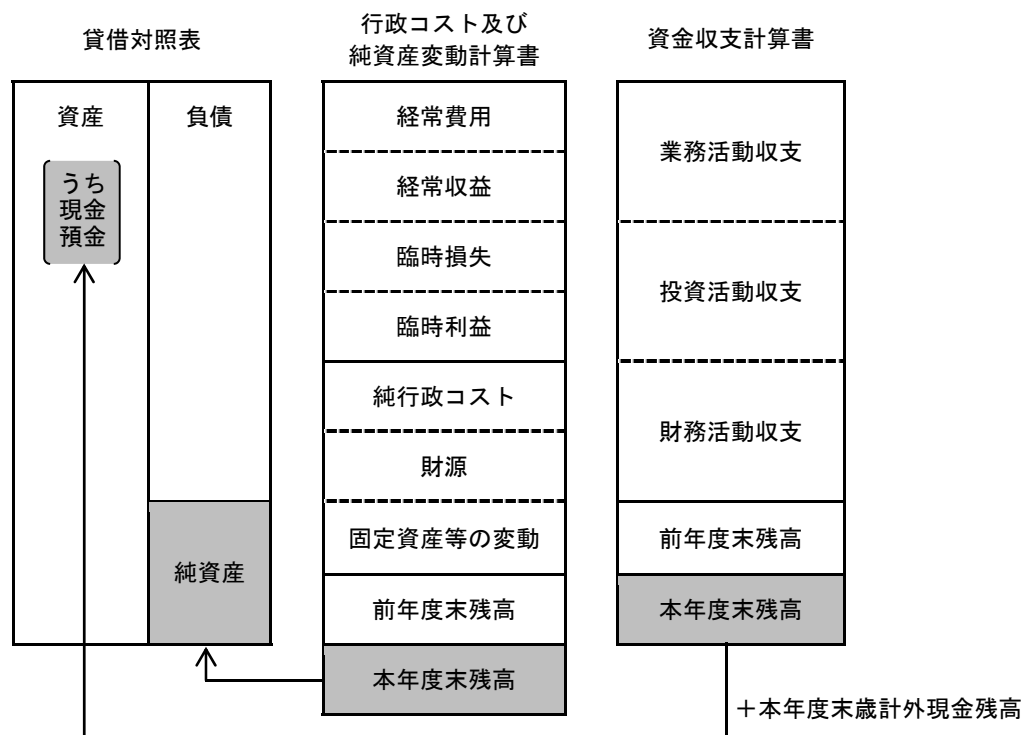 貸借対照表
行政コスト及び
純資産変動計算書
資金収支計算書
資産
負債
うち
現金
預金
純資産
経常費用
経常収益
臨時損失
臨時利益
純行政コスト
財源
固定資産等の変動
前年度末残高
本年度末残高
業務活動収支
投資活動収支
財務活動収支
前年度末残高
本年度末残高
＋本年度末歳計外現金残高